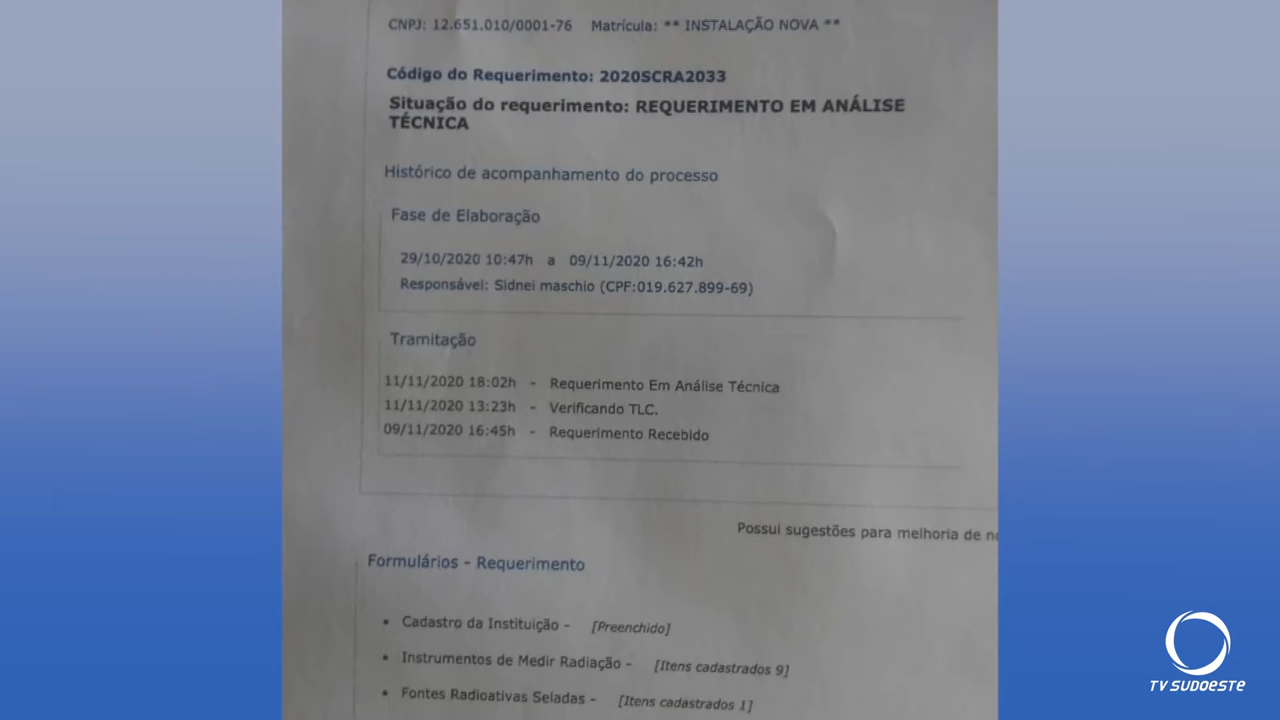 CNPJ: 12.651.010/0001-76 Matrícula: ** INSTALAÇÃO NOVA **
Código do Requerimento: 2020SCRA2033
Situação do requerimento: REQUERIMENTO EM ANÁLISE
TÉCNICA
Histórico de acompanhamento do processo
Fase de Elaboração
29/10/2020 10:47h a 09/11/2020 16:42h
Responsável: Sidnei maschio (CPF:019.627.899-69)
Tramitação
11/11/2020 18:02h - Requerimento Em Análise Técnica
11/11/2020 13:23h - Verificando TLC.
09/11/2020 16:45h - Requerimento Recebido
Possui sugestões para melhoria de no
Formulários - Requerimento
• Cadastro da Instituição - [Preenchido]
• Instrumentos de Medir Radiação - [Itens cadastrados 9]
• Fontes Radioativas Seladas - [Itens cadastrados 1]
TV SUDOESTE